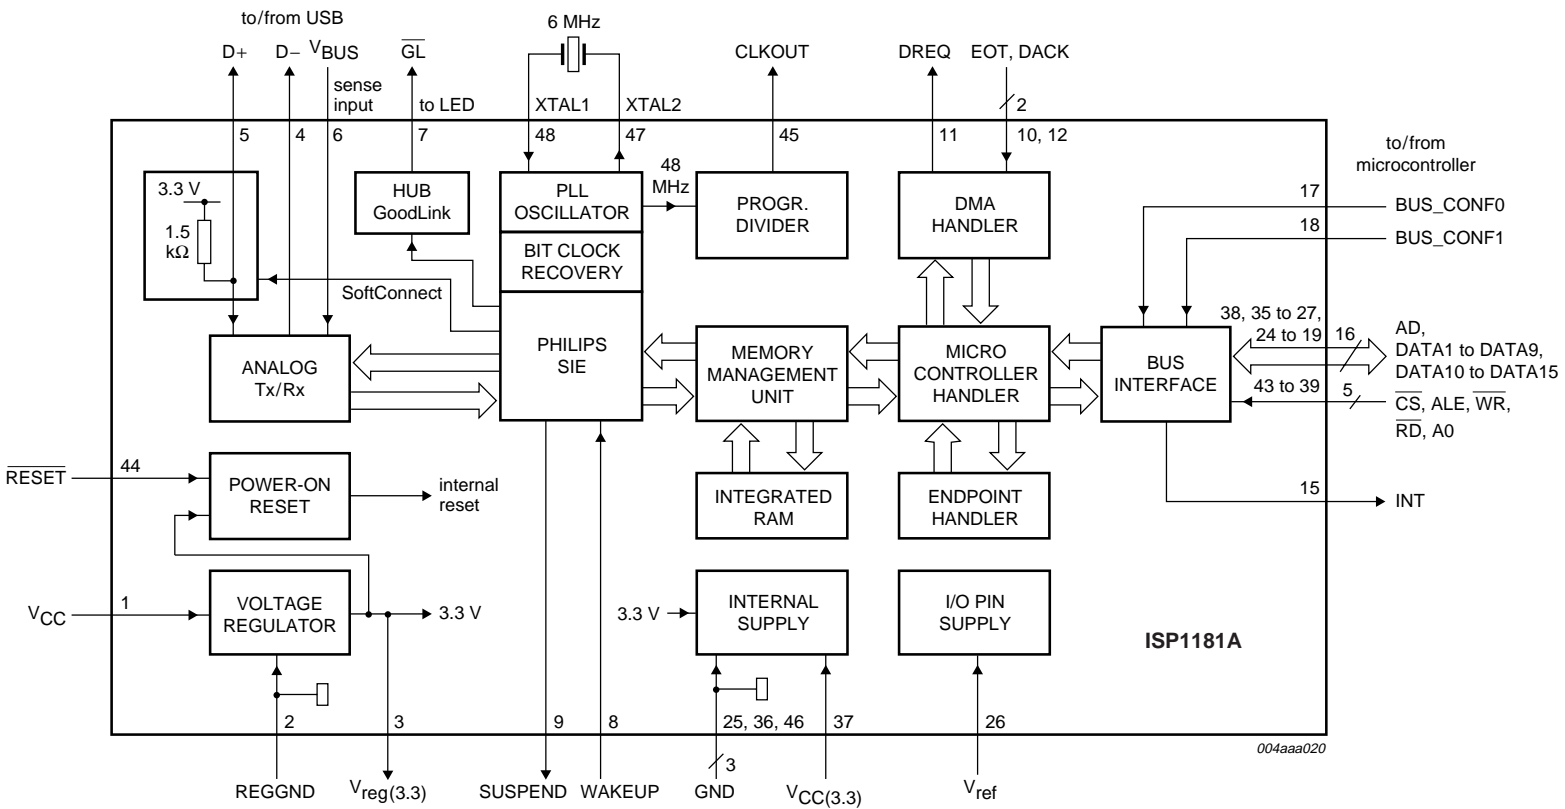 to/from USB
D+
D−
VBUS
GL
6 MHz
CLKOUT
DREQ
EOT, DACK
sense
input
to LED
XTAL1
XTAL2
2
5
4
6
7
48
47
45
11
10, 12
to/from
microcontroller
3.3 V
1.5
kΩ
HUB
GoodLink
PLL
OSCILLATOR
48
MHz
PROGR.
DIVIDER
DMA
HANDLER
17
BUS_CONF0
18
BUS_CONF1
BIT CLOCK
RECOVERY
SoftConnect
ANALOG
Tx/Rx
PHILIPS
SIE
MEMORY
MANAGEMENT
UNIT
MICRO
CONTROLLER
HANDLER
BUS
INTERFACE
38, 35 to 27,
24 to 19
16
AD,
DATA1 to DATA9,
DATA10 to DATA15
43 to 39
5
CS, ALE, WR,
RD, A0
RESET
44
POWER-ON
RESET
internal
reset
INTEGRATED
RAM
ENDPOINT
HANDLER
15
INT
VCC
1
VOLTAGE
REGULATOR
3.3 V
3.3 V
INTERNAL
SUPPLY
I/O PIN
SUPPLY
ISP1181A
2
3
9
8
25, 36, 46
37
26
004aaa020
3
REGGND
Vreg(3.3)
SUSPEND
WAKEUP
GND
VCC(3.3)
Vref